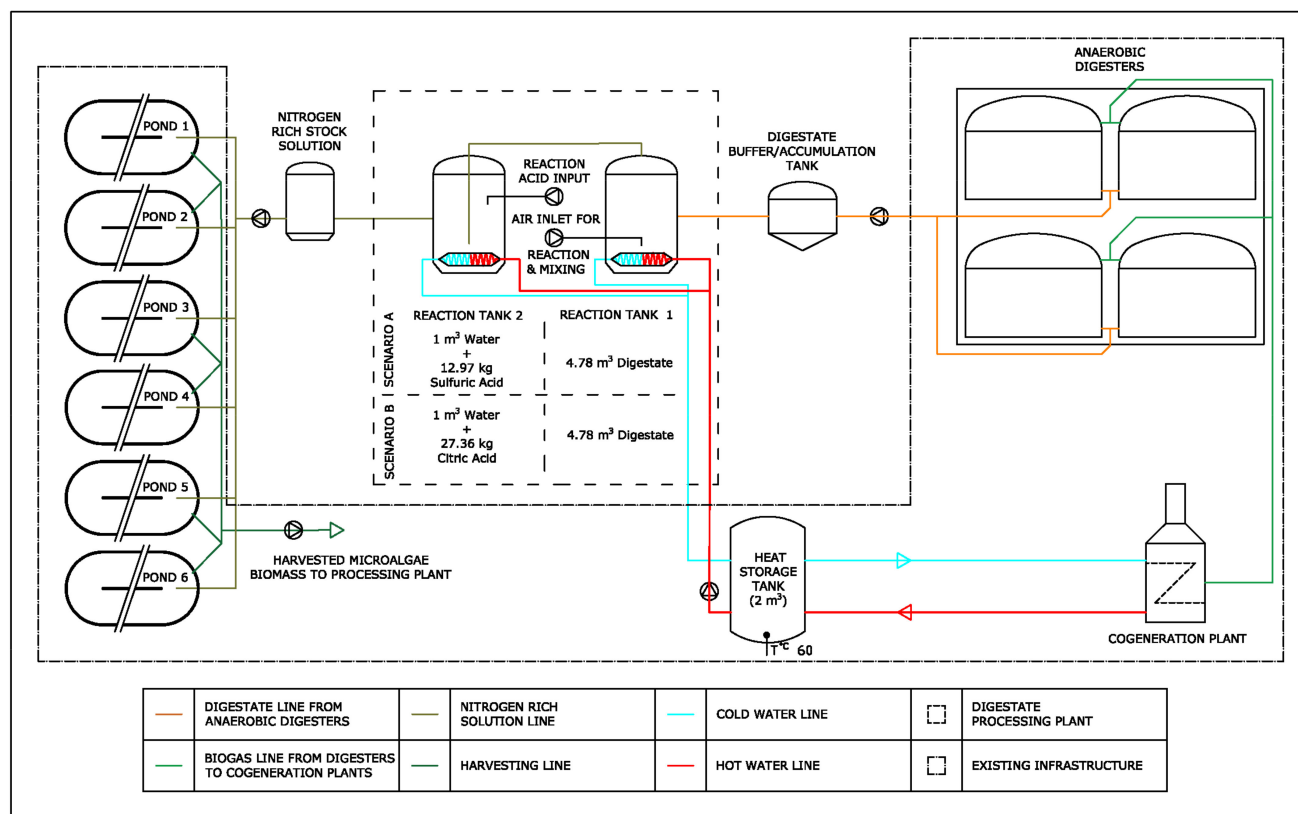 ANAEROBIC
DIGESTERS
POND 1
POND 2
POND 3
POND 4
POND 5
POND 6
NITROGEN
RICH STOCK
SOLUTION
REACTION
ACID INPUT
AIR INLET FOR
REACTION
& MIXING
DIGESTATE
BUFFER/ACCUMULATION
TANK
REACTION TANK 2
REACTION TANK 1
SCENARIO A
1 m³ Water
+
12.97 kg
Sulfuric Acid
4.78 m³ Digestate
SCENARIO B
1 m³ Water
+
27.36 kg
Citric Acid
4.78 m³ Digestate
HARVESTED MICROALGAE
BIOMASS TO PROCESSING PLANT
HEAT
STORAGE
TANK
(2 m³)
T°C 60
COGENERATION PLANT
DIGESTATE LINE FROM
ANAEROBIC DIGESTERS
NITROGEN RICH
SOLUTION LINE
COLD WATER LINE
DIGESTATE
PROCESSING PLANT
BIOGAS LINE FROM DIGESTERS
TO COGENERATION PLANTS
HARVESTING LINE
HOT WATER LINE
EXISTING INFRASTRUCTURE